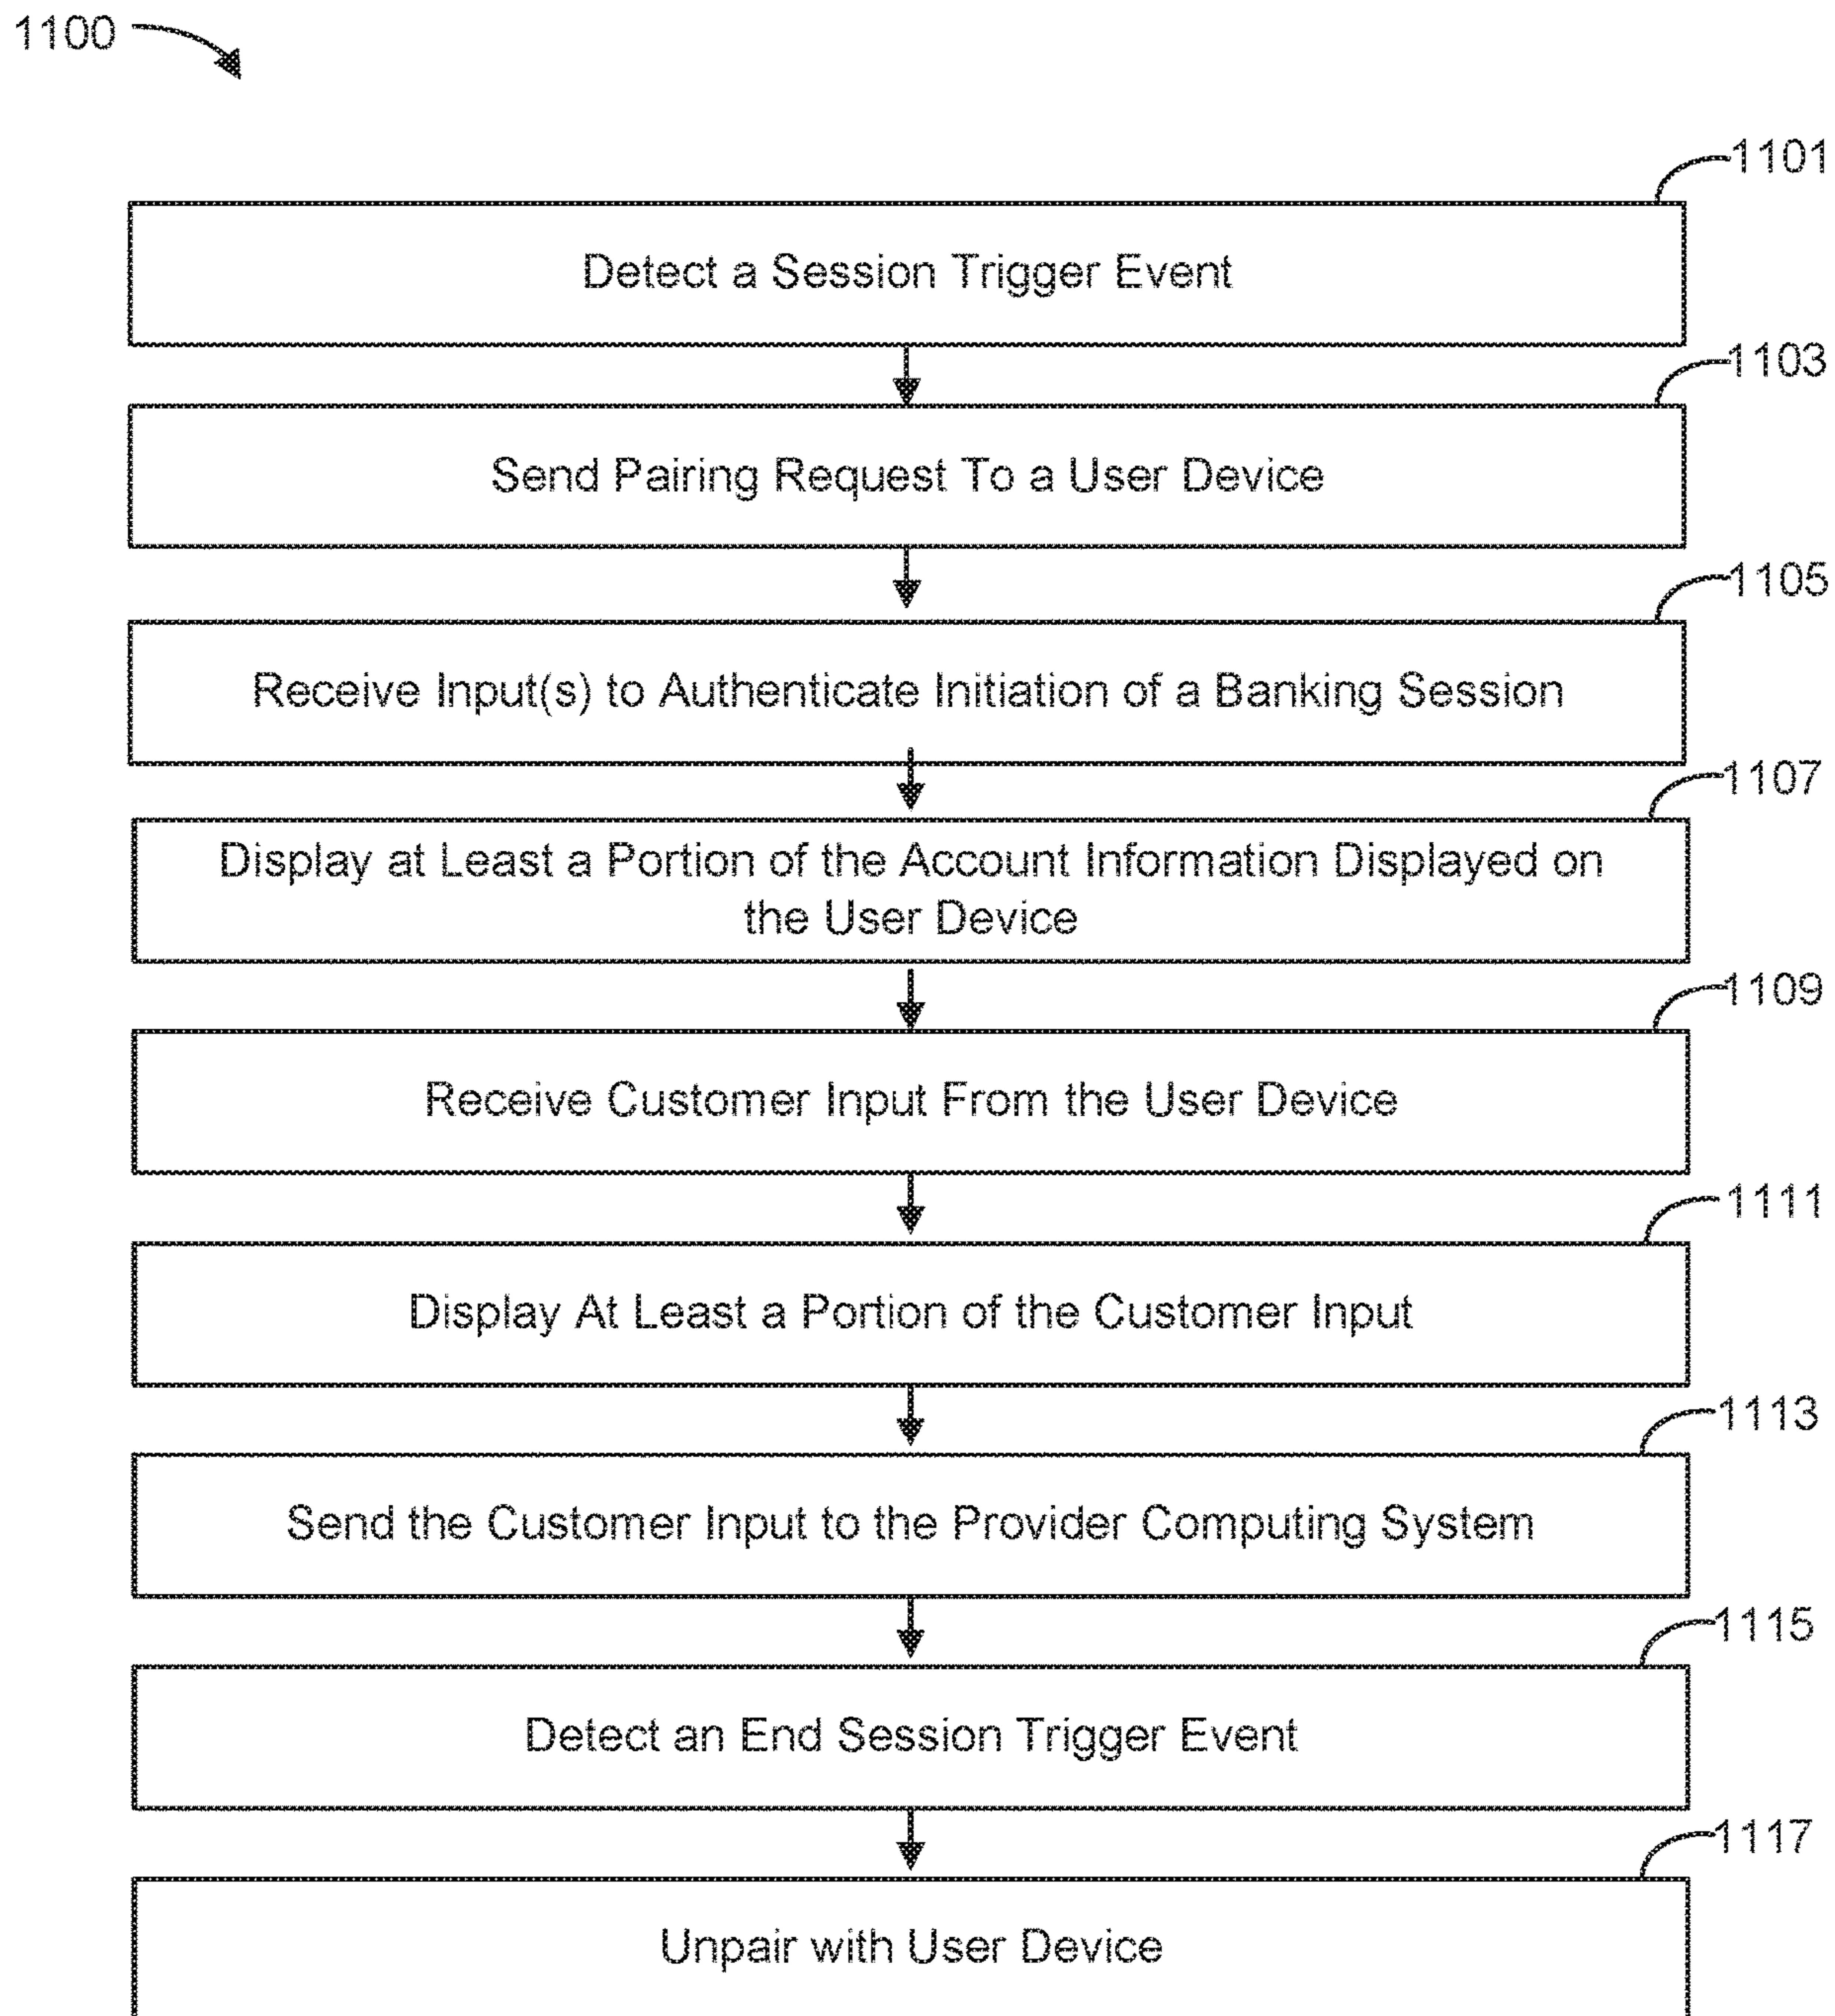 1100
1101
Detect a Session Trigger Event
1103
Send Pairing Request To a User Device
1105
Receive Input(s) to Authenticate Initiation of a Banking Session
1107
Display at Least a Portion of the Account Information Displayed on
the User Device
1109
Receive Customer Input From the User Device
1111
Display At Least a Portion of the Customer Input
1113
Send the Customer Input to the Provider Computing System
1115
Detect an End Session Trigger Event
1117
Unpair with User Device